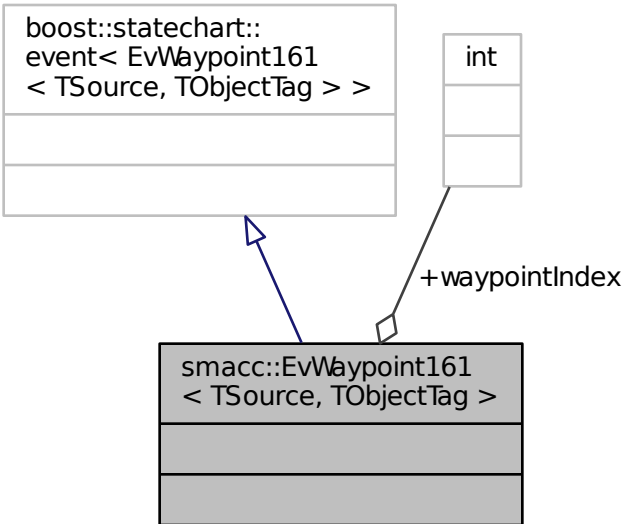 boost::statechart::
event< EvWaypoint161
< TSource, TObjectTag > >
int
+waypointIndex
smacc::EvWaypoint161
< TSource, TObjectTag >